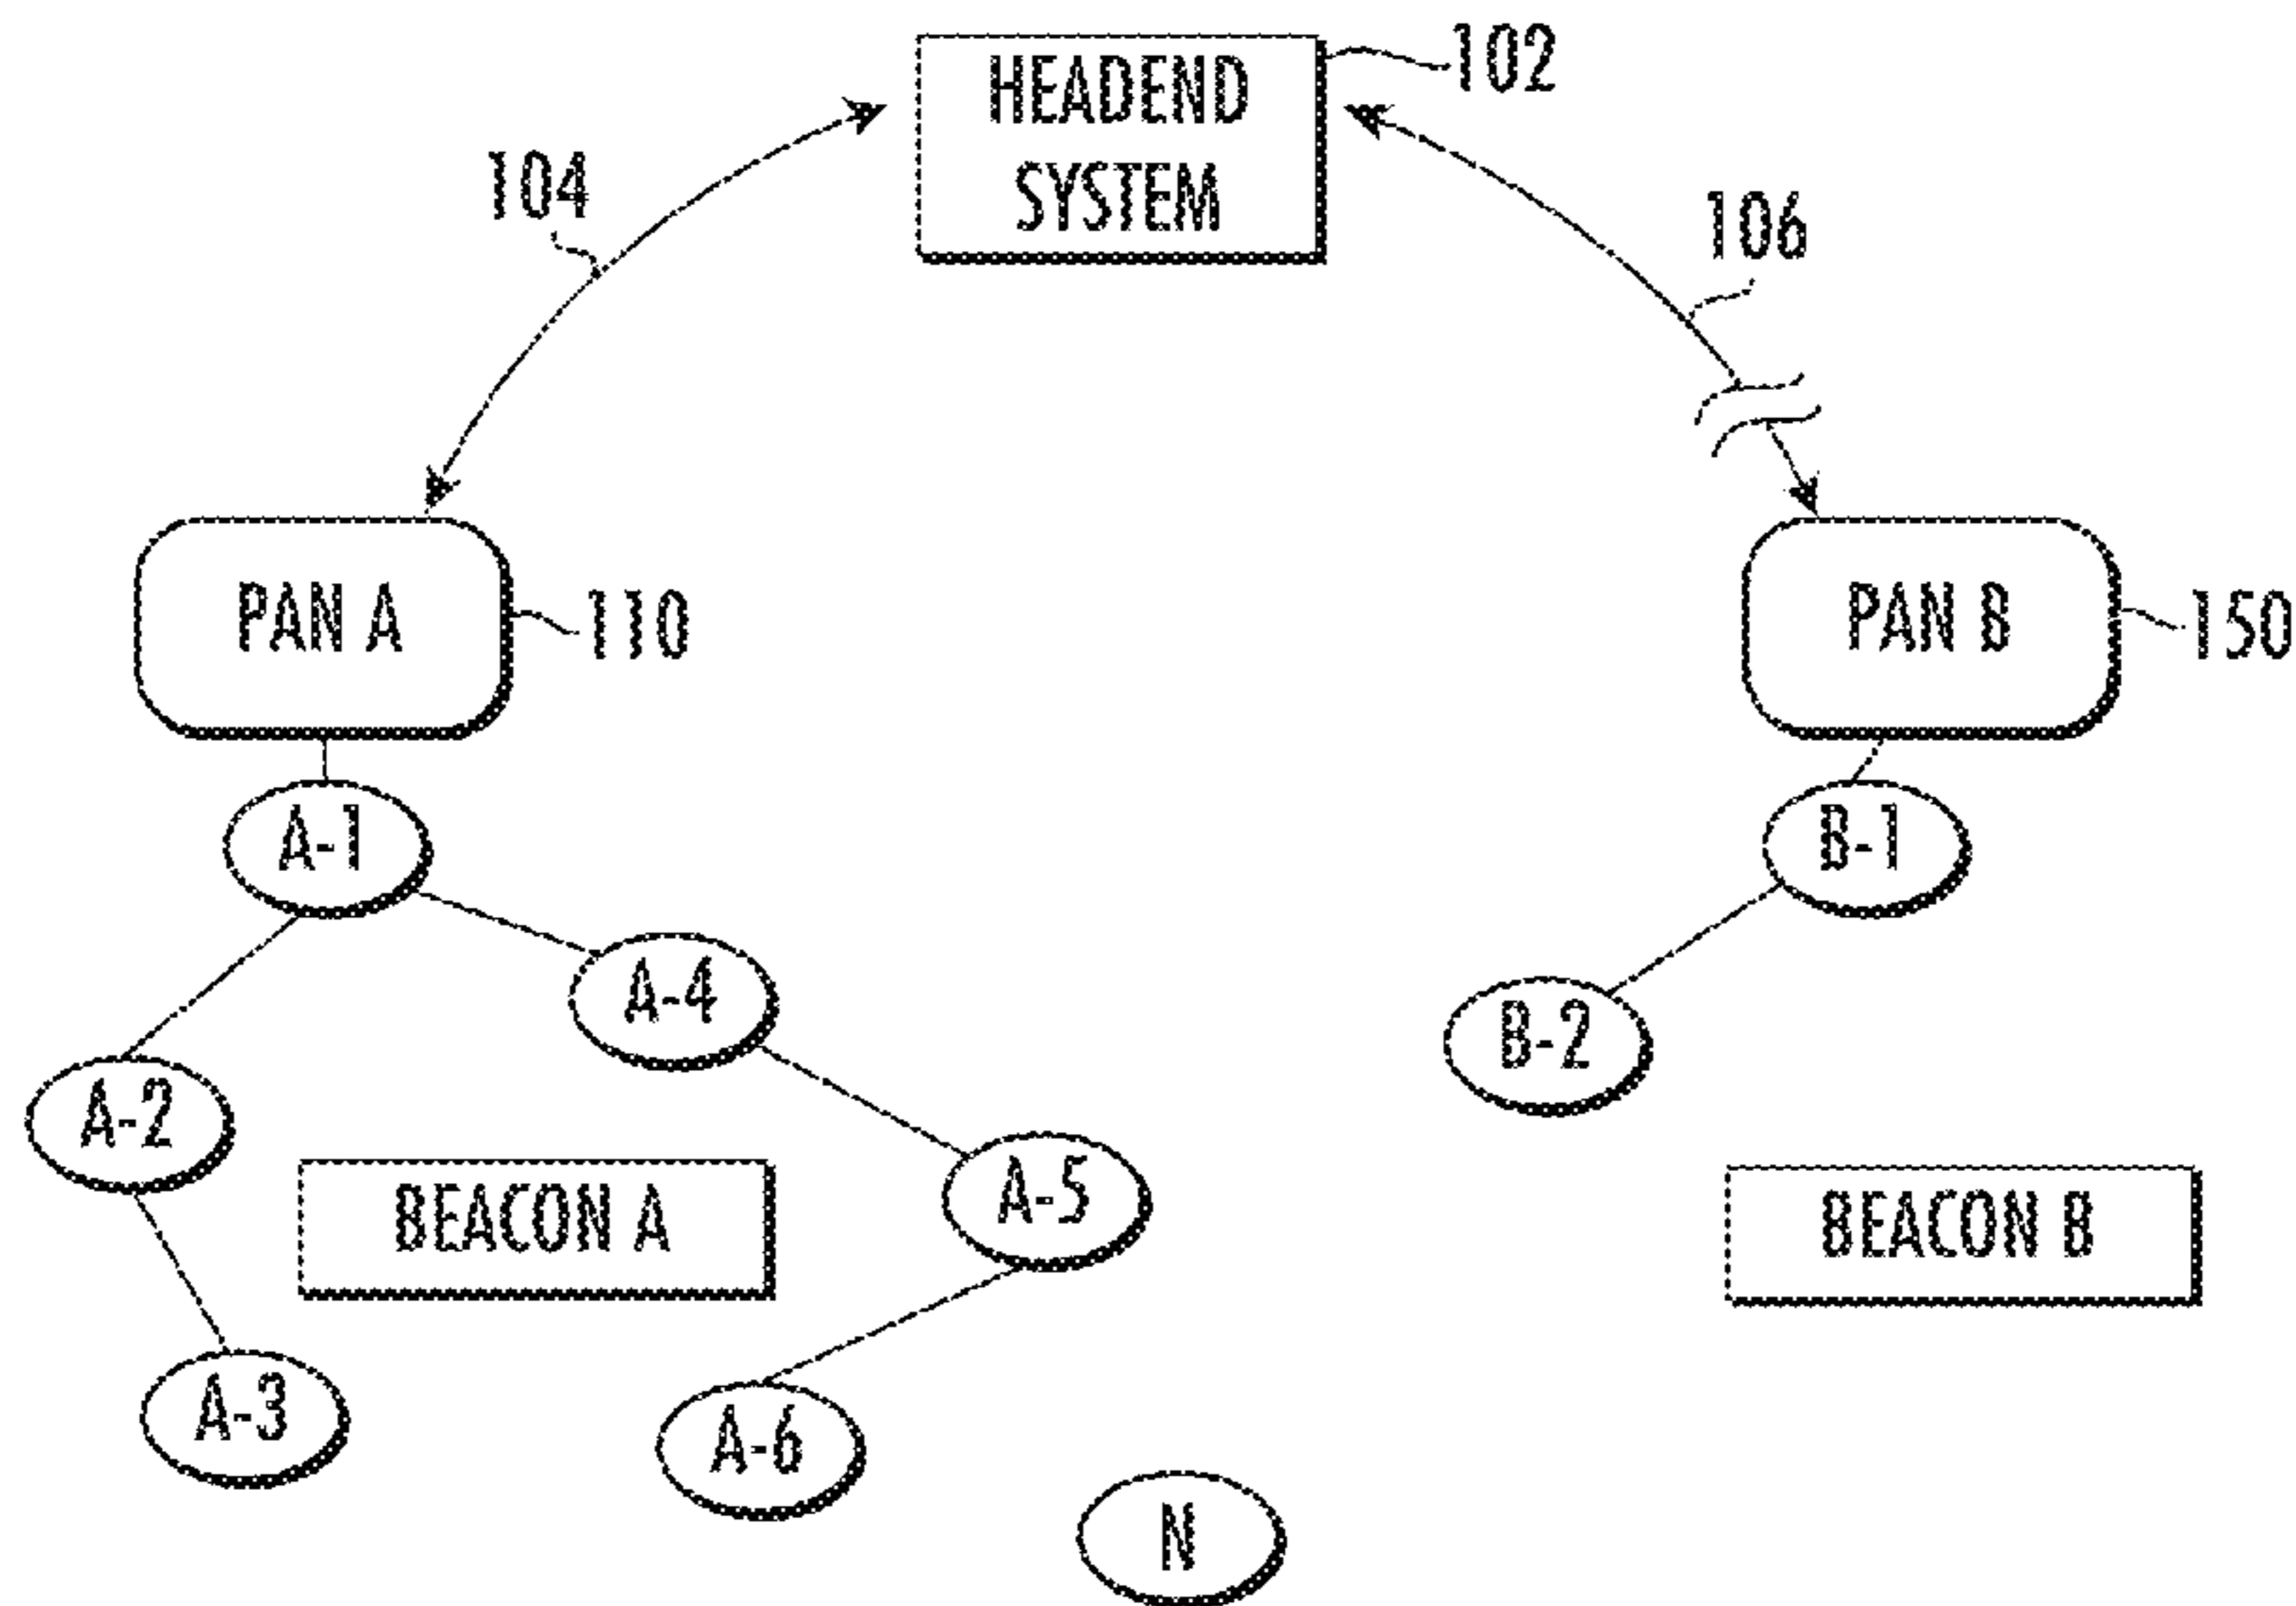 HEADEND
SYSTEM
102
104
106
PAN A
110
PAN B
150
A-1
B-1
A-4
B-2
A-2
A-5
BEACON A
BEACON B
A-3
A-6
N